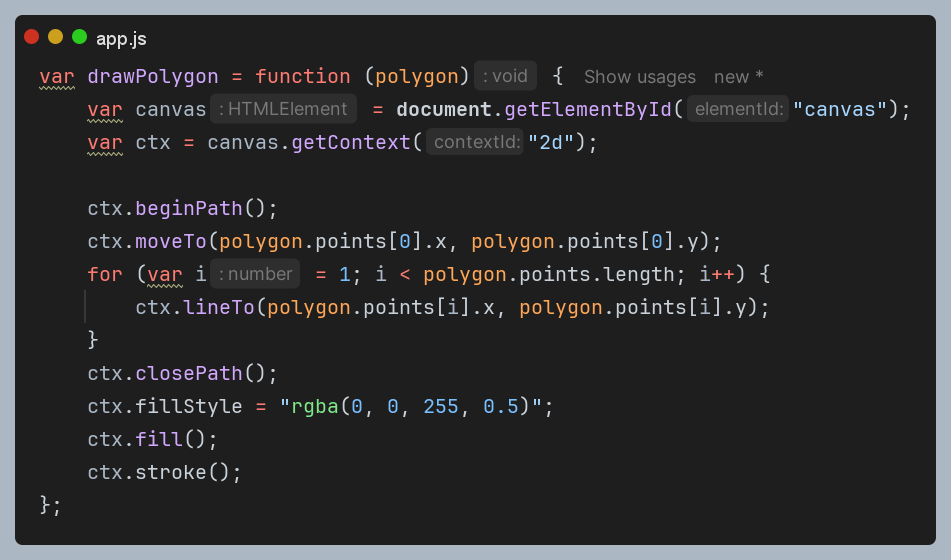 app.js
var drawPolygon = function (polygon) : void { Show usages new *
    var canvas : HTMLElement = document.getElementById( elementId: "canvas");
    var ctx = canvas.getContext( contextId: "2d");

    ctx.beginPath();
    ctx.moveTo(polygon.points[0].x, polygon.points[0].y);
    for (var i : number = 1; i < polygon.points.length; i++) {
        ctx.lineTo(polygon.points[i].x, polygon.points[i].y);
    }
    ctx.closePath();
    ctx.fillStyle = "rgba(0, 0, 255, 0.5)";
    ctx.fill();
    ctx.stroke();
};